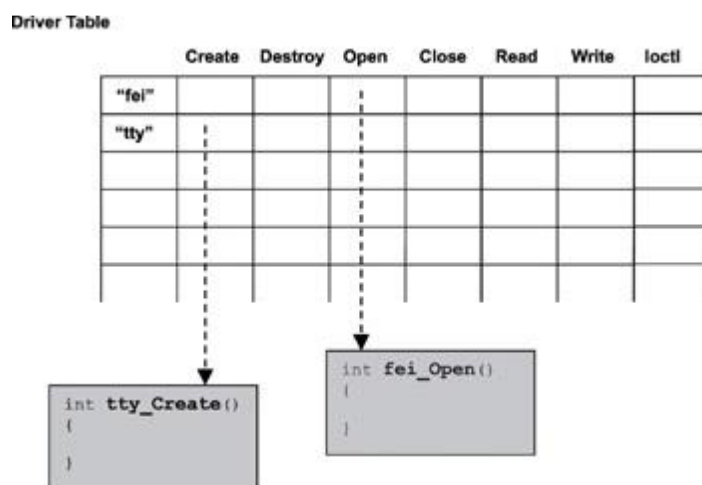 Driver Table
Create Destroy Open Close Read Write Ioctl
"fei"
"tty"
int fei_Open()
{
}
int tty_Create()
{
}